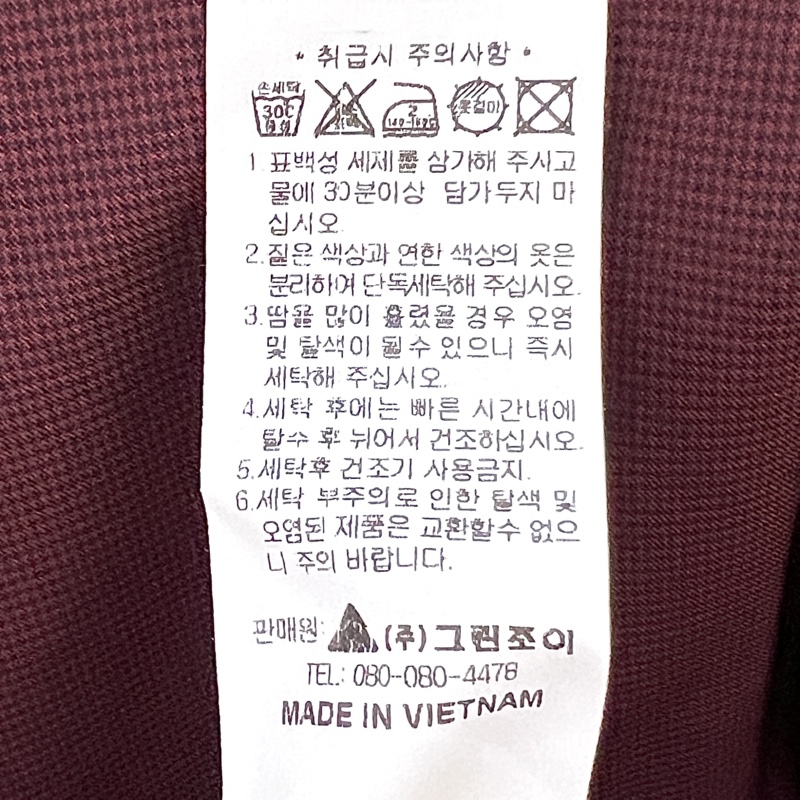 • 취급시 주의사항 •
손세탁
30C
중성
염소
2
140-160C
옷걸이
1. 표백성 세제를 삼가해 주시고
물에 30분이상 담가두지 마
십시오.
2. 짙은 색상과 연한 색상의 옷은
분리하여 단독세탁해 주십시오.
3. 땀을 많이 흘렸을 경우 오염
및 탈색이 될수 있으니 즉시
세탁해 주십시오.
4. 세탁 후에는 빠른 시간내에
탈수 후 뉘어서 건조하십시오.
5. 세탁후 건조기 사용금지.
6. 세탁 부주의로 인한 탈색 및
오염된 제품은 교환할수 없으
니 주의 바랍니다.
판매원: (주)그린조이
TEL: 080-080-4478
MADE IN VIETNAM